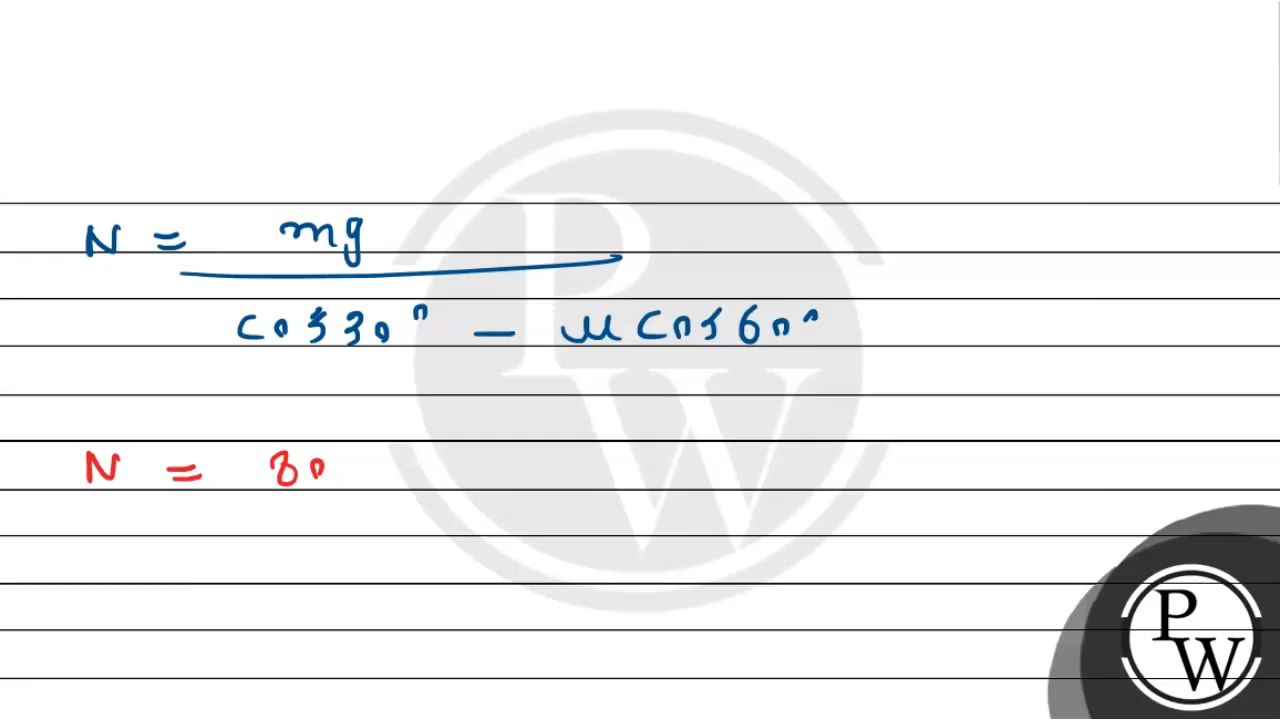 N = mg
cos30° - μcos60°
N = 80
P
W
P
W